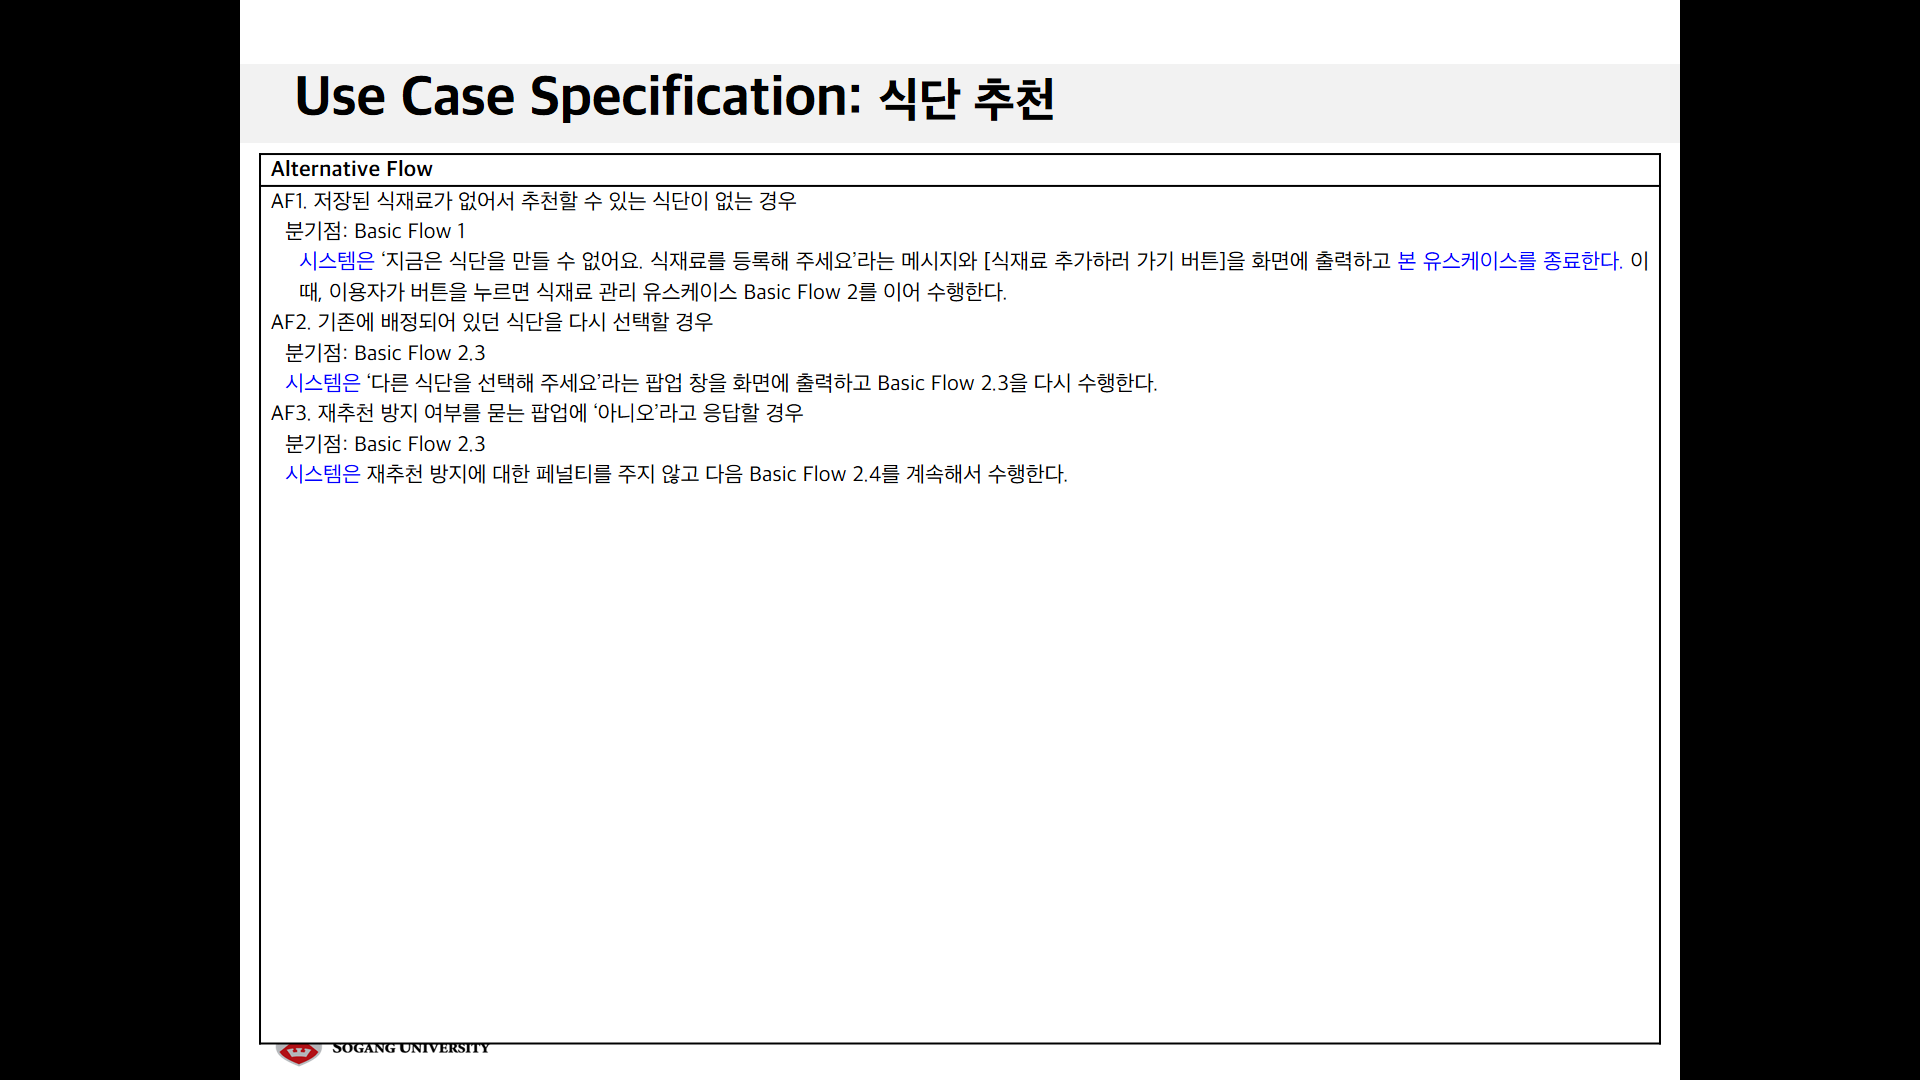 Use Case Specification: 식단 추천
Alternative Flow
AF1. 저장된 식재료가 없어서 추천할 수 있는 식단이 없는 경우
분기점: Basic Flow 1
시스템은 ‘지금은 식단을 만들 수 없어요. 식재료를 등록해 주세요’라는 메시지와 [식재료 추가하러 가기 버튼]을 화면에 출력하고 본 유스케이스를 종료한다. 이
때, 이용자가 버튼을 누르면 식재료 관리 유스케이스 Basic Flow 2를 이어 수행한다.
AF2. 기존에 배정되어 있던 식단을 다시 선택할 경우
분기점: Basic Flow 2.3
시스템은 ‘다른 식단을 선택해 주세요’라는 팝업 창을 화면에 출력하고 Basic Flow 2.3을 다시 수행한다.
AF3. 재추천 방지 여부를 묻는 팝업에 ‘아니오’라고 응답할 경우
분기점: Basic Flow 2.3
시스템은 재추천 방지에 대한 페널티를 주지 않고 다음 Basic Flow 2.4를 계속해서 수행한다.
SOGANG UNIVERSITY